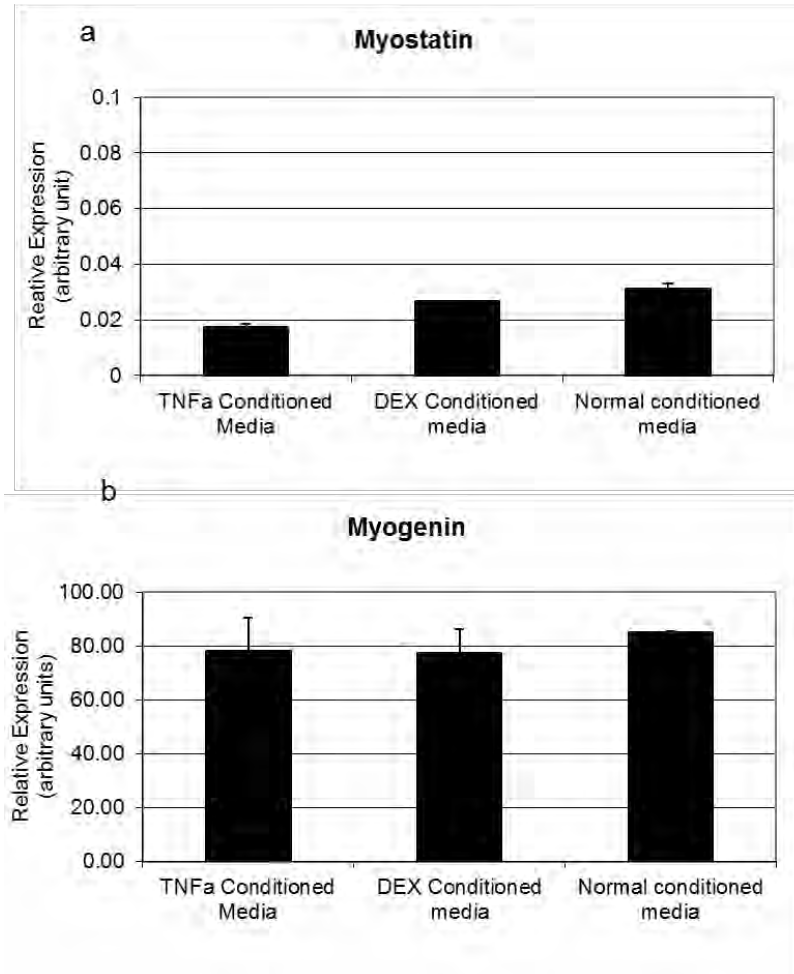 a
Myostatin
0.1
0.08
0.06
0.04
0.02
0
Reative Expression
(arbitrary unit)
TNFa Conditioned
Media
DEX Conditioned
media
Normal conditioned
media
b
Myogenin
100.00
80.00
60.00
40.00
20.00
0.00
Relative Expression
(arbitrary units)
TNFa Conditioned
Media
DEX Conditioned
media
Normal conditioned
media